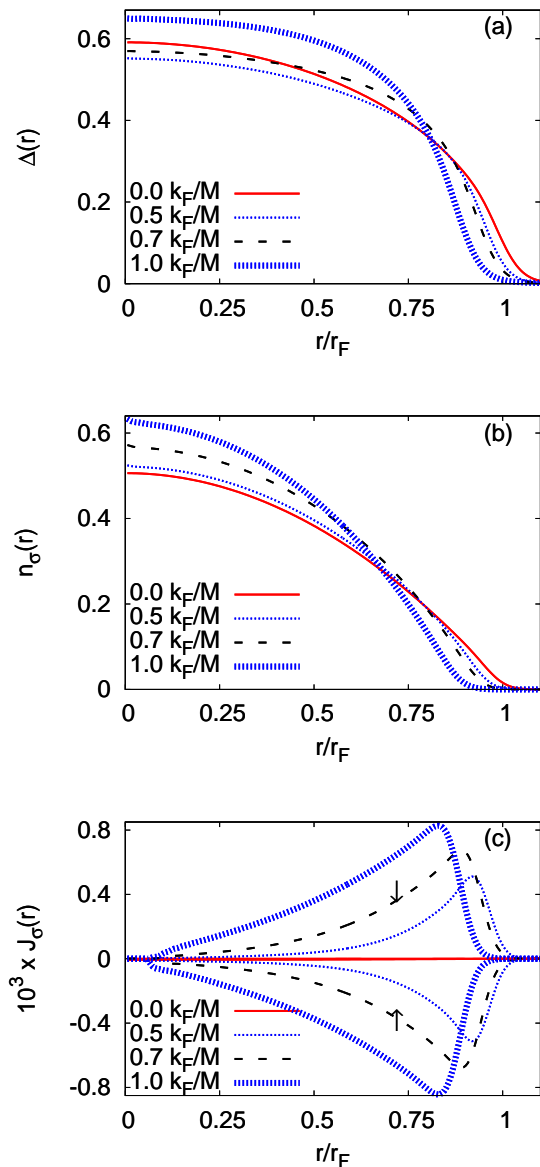 (a)
0.6
0.4
0.2
0
Δ(r)
0.0 k_F/M
0.5 k_F/M
0.7 k_F/M
1.0 k_F/M
0 0.25 0.5 0.75 1
r/r_F
(b)
0.6
0.4
0.2
0
n_σ(r)
0.0 k_F/M
0.5 k_F/M
0.7 k_F/M
1.0 k_F/M
0 0.25 0.5 0.75 1
r/r_F
(c)
0.8
0.4
0
-0.4
-0.8
10^3 x J_σ(r)
↓
↑
0.0 k_F/M
0.5 k_F/M
0.7 k_F/M
1.0 k_F/M
0 0.25 0.5 0.75 1
r/r_F